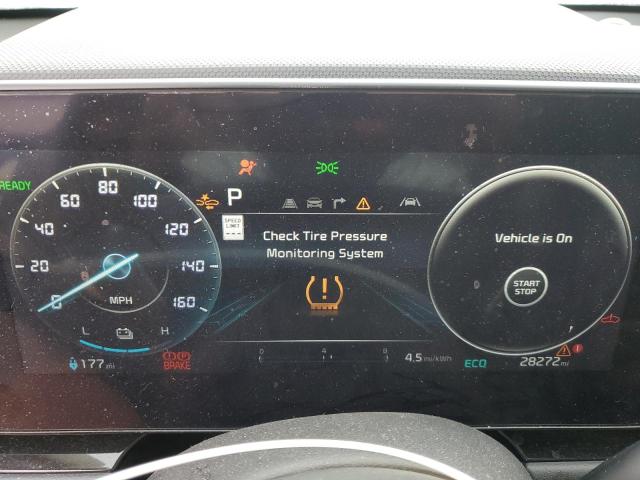 READY
80
60
100
40
120
20
140
0
160
MPH
L
H
177mi
BRAKE
P
SPEED
LIMIT
---
Check Tire Pressure
Monitoring System
!
0
4
8
4.5mi/kWh
Vehicle is On
START
STOP
ECO
28272mi